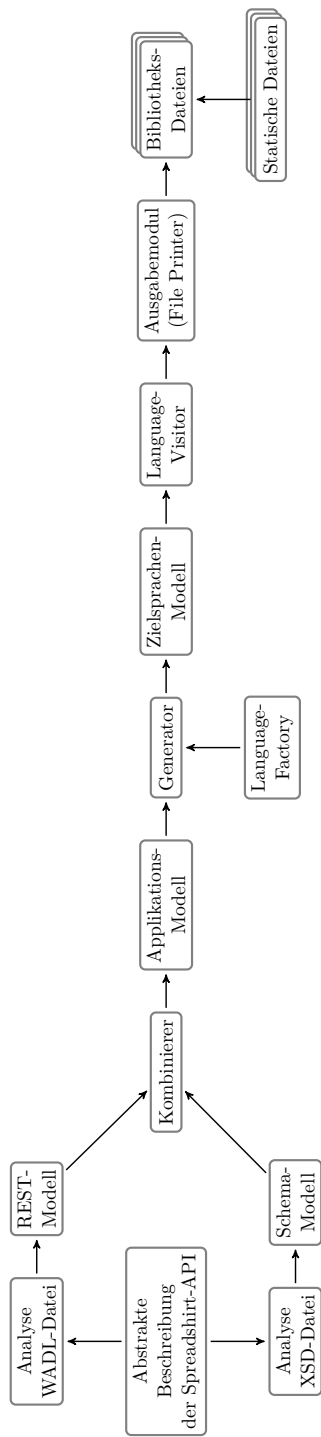 Abstrakte
Beschreibung
der Spreadshirt-API
Analyse
WADL-Datei
REST-
Modell
Analyse
XSD-Datei
Schema-
Modell
Kombinierer
Applikations-
Modell
Generator
Language-
Factory
Zielsprachen-
Modell
Language-
Visitor
Ausgabemodul
(File Printer)
Bibliotheks-
Dateien
Statische Dateien